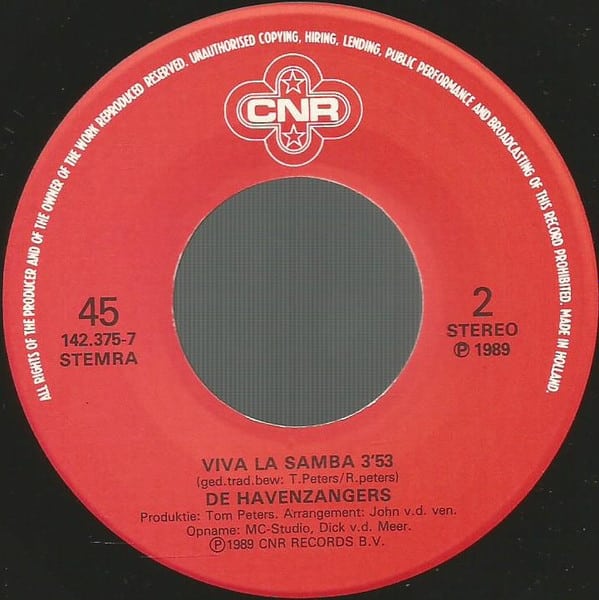 ALL RIGHTS OF THE PRODUCER AND OF THE OWNER OF THE WORK REPRODUCED RESERVED. UNAUTHORISED COPYING, HIRING, LENDING, PUBLIC PERFORMANCE AND BROADCASTING OF THIS RECORD PROHIBITED. MADE IN HOLLAND.
CNR
45
142.375-7
STEMRA
2
STEREO
℗ 1989
VIVA LA SAMBA 3'53
(ged.trad.bew: T.Peters/R.peters)
DE HAVENZANGERS
Produktie: Tom Peters. Arrangement: John v.d. ven.
Opname: MC-Studio, Dick v.d. Meer.
℗1989 CNR RECORDS B.V.